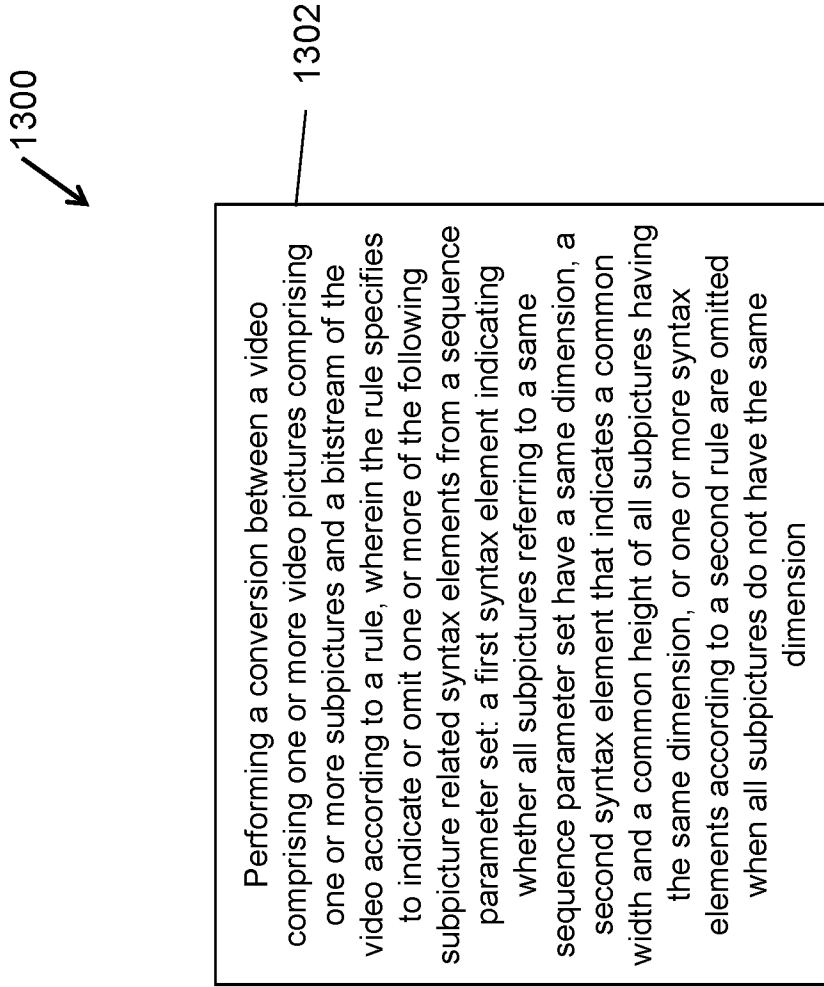 1300
1302
Performing a conversion between a video
comprising one or more video pictures comprising
one or more subpictures and a bitstream of the
video according to a rule, wherein the rule specifies
to indicate or omit one or more of the following
subpicture related syntax elements from a sequence
parameter set: a first syntax element indicating
whether all subpictures referring to a same
sequence parameter set have a same dimension, a
second syntax element that indicates a common
width and a common height of all subpictures having
the same dimension, or one or more syntax
elements according to a second rule are omitted
when all subpictures do not have the same
dimension